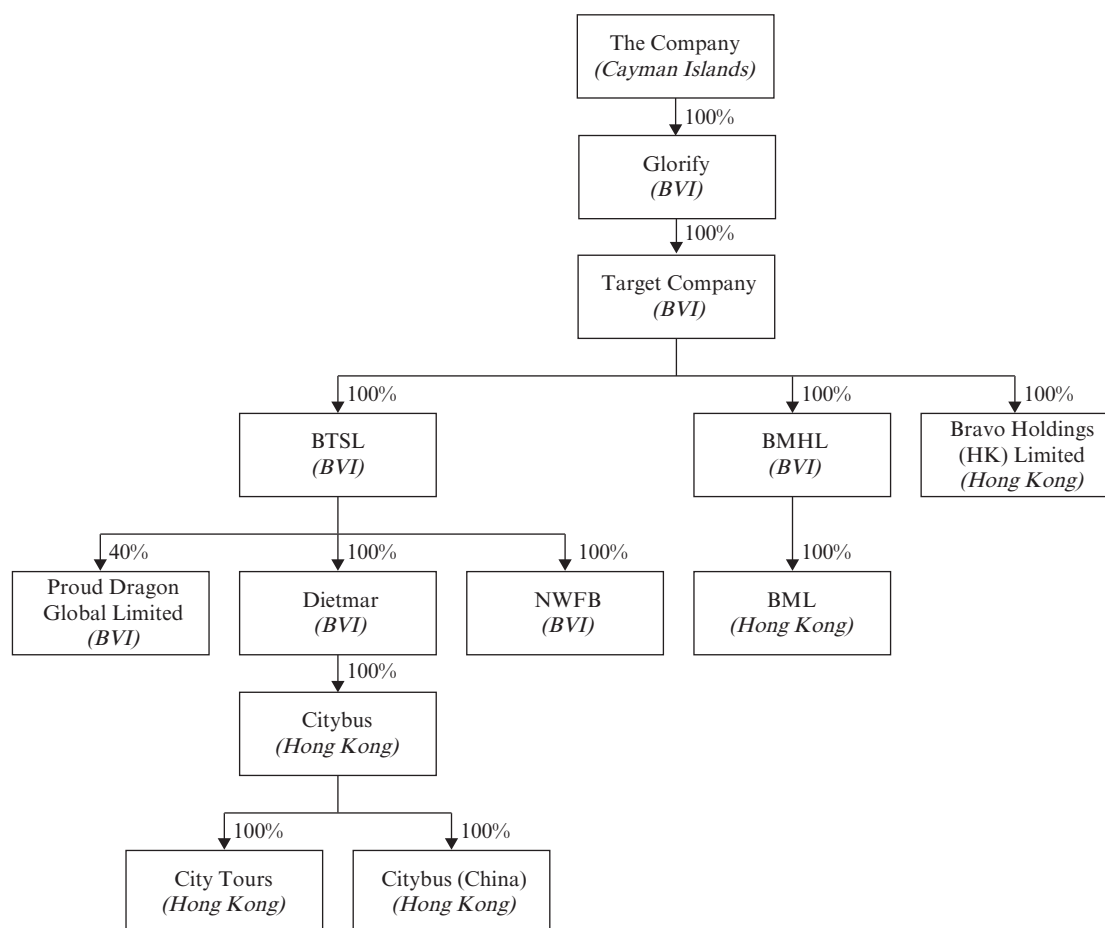 The Company
(Cayman Islands)
100%
Glorify
(BVI)
100%
Target Company
(BVI)
100%
100%
100%
BTSL
(BVI)
BMHL
(BVI)
Bravo Holdings
(HK) Limited
(Hong Kong)
40%
100%
100%
100%
Proud Dragon
Global Limited
(BVI)
Dietmar
(BVI)
NWFB
(BVI)
BML
(Hong Kong)
100%
Citybus
(Hong Kong)
100%
100%
City Tours
(Hong Kong)
Citybus (China)
(Hong Kong)